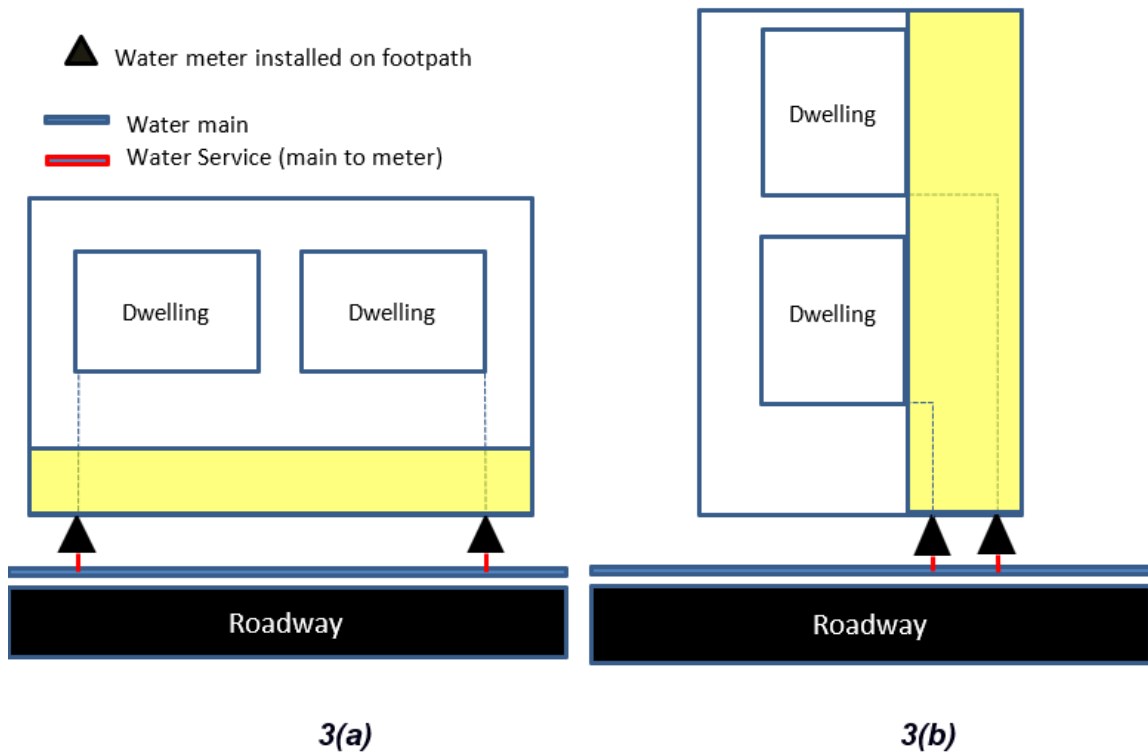 Water meter installed on footpath
Water main
Water Service (main to meter)
Dwelling
Dwelling
Roadway
3(a)
Dwelling
Dwelling
Roadway
3(b)